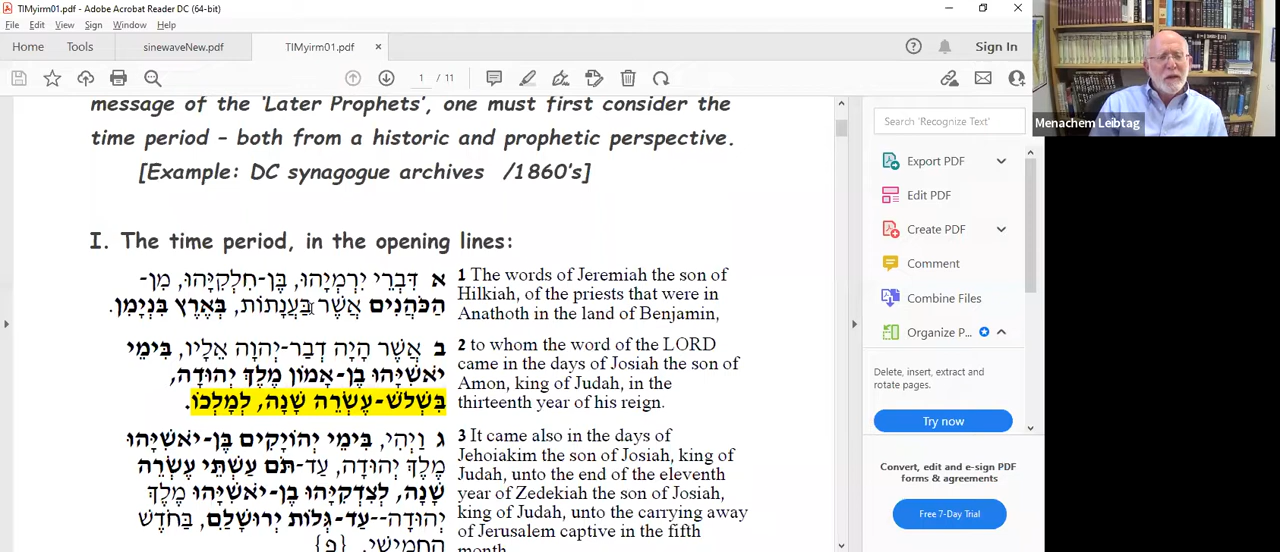 TIMyirm01.pdf - Adobe Acrobat Reader DC (64-bit)
File Edit View Sign Window Help
Home Tools sinewaveNew.pdf TIMyirm01.pdf Sign In
1 / 11
message of the 'Later Prophets', one must first consider the
time period – both from a historic and prophetic perspective.
[Example: DC synagogue archives /1860's]
I. The time period, in the opening lines:
א דִּבְרֵי יִרְמְיָהוּ, בֶּן-חִלְקִיָּהוּ, מִן-
הַכֹּהֲנִים אֲשֶׁר בַּעֲנָתוֹת, בְּאֶרֶץ בִּנְיָמִן.
ב אֲשֶׁר הָיָה דְבַר-יְהוָה אֵלָיו, בִּימֵי
יֹאשִׁיָּהוּ בֶן-אָמוֹן מֶלֶךְ יְהוּדָה,
בִּשְׁלֹשׁ-עֶשְׂרֵה שָׁנָה, לְמָלְכוֹ.
ג וַיְהִי, בִּימֵי יְהוֹיָקִים בֶּן-יֹאשִׁיָּהוּ
מֶלֶךְ יְהוּדָה, עַד-תֹּם עַשְׁתֵּי עֶשְׂרֵה
שָׁנָה, לְצִדְקִיָּהוּ בֶן-יֹאשִׁיָּהוּ מֶלֶךְ
יְהוּדָה--עַד-גְּלוֹת יְרוּשָׁלִַם, בַּחֹדֶשׁ
הַחֲמִישִׁי. {פ}
1 The words of Jeremiah the son of
Hilkiah, of the priests that were in
Anathoth in the land of Benjamin,
2 to whom the word of the LORD
came in the days of Josiah the son of
Amon, king of Judah, in the
thirteenth year of his reign.
3 It came also in the days of
Jehoiakim the son of Josiah, king of
Judah, unto the end of the eleventh
year of Zedekiah the son of Josiah,
king of Judah, unto the carrying away
of Jerusalem captive in the fifth
month.
Search 'Recognize Text'
Export PDF
Edit PDF
Create PDF
Comment
Combine Files
Organize P...
Delete, insert, extract and
rotate pages.
Try now
Convert, edit and e-sign PDF
forms & agreements
Free 7-Day Trial
Menachem Leibtag